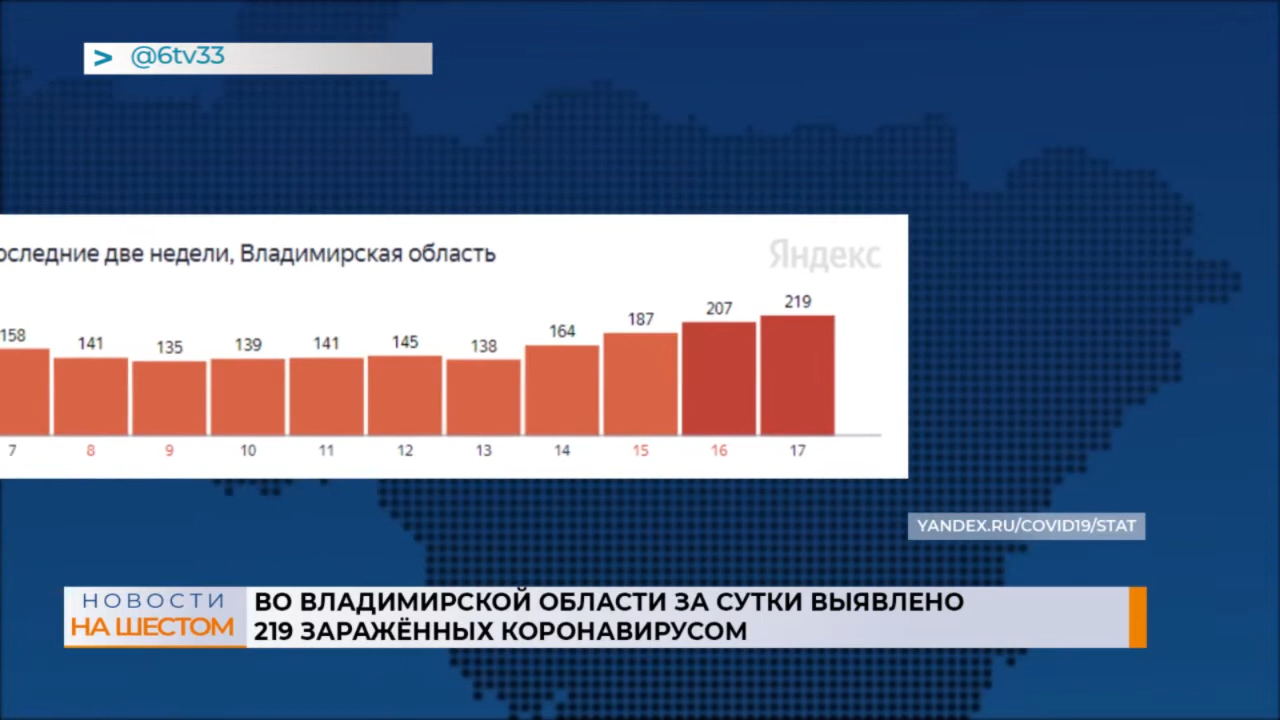 > @6tv33
последние две недели, Владимирская область
Яндекс
158 141 135 139 141 145 138 164 187 207 219
7 8 9 10 11 12 13 14 15 16 17
YANDEX.RU/COVID19/STAT
НОВОСТИ
НА ШЕСТОМ
ВО ВЛАДИМИРСКОЙ ОБЛАСТИ ЗА СУТКИ ВЫЯВЛЕНО
219 ЗАРАЖЁННЫХ КОРОНАВИРУСОМ